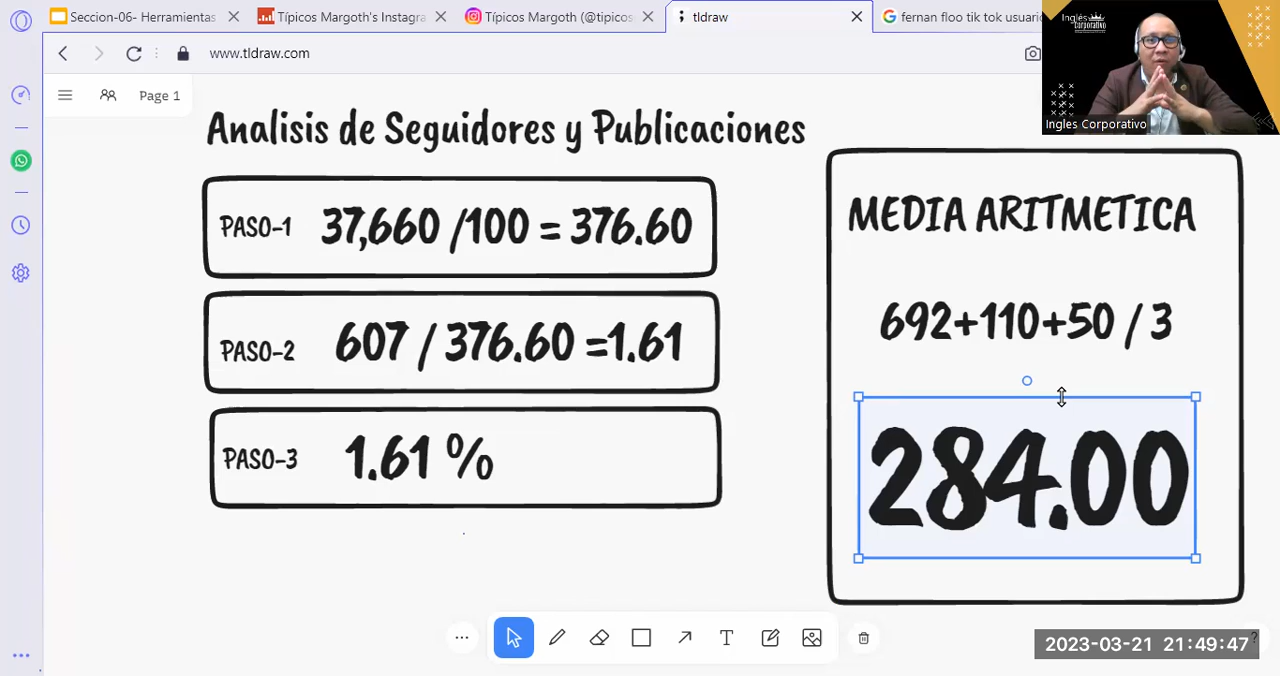 Seccion-06- Herramientas
Típicos Margoth's Instagra
Típicos Margoth (@tipicos
tldraw
fernan floo tik tok usuario
www.tldraw.com
Page 1
Inglés
Corporativo
Ingles Corporativo
Analisis de Seguidores y Publicaciones
PASO-1 37,660 /100 = 376.60
PASO-2 607 / 376.60 =1.61
PASO-3 1.61 %
MEDIA ARITMETICA
692+110+50 / 3
284.00
2023-03-21 21:49:47
?